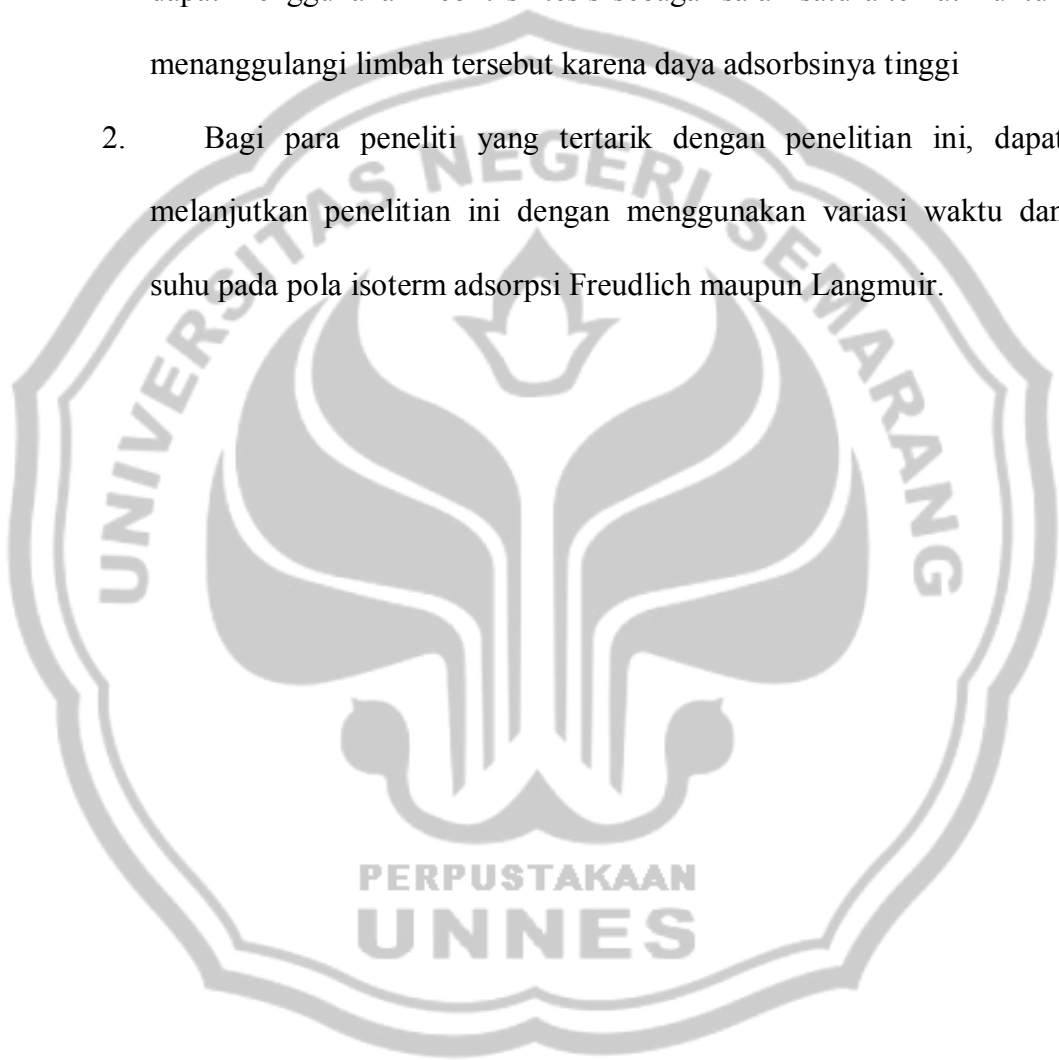 menanggulangi limbah tersebut karena daya adsorbsinya tinggi
2. Bagi para peneliti yang tertarik dengan penelitian ini, dapat
melanjutkan penelitian ini dengan menggunakan variasi waktu dan
suhu pada pola isoterm adsorpsi Freudlich maupun Langmuir.
UNIVERSITAS NEGERI SEMARANG
PERPUSTAKAAN
UNNES